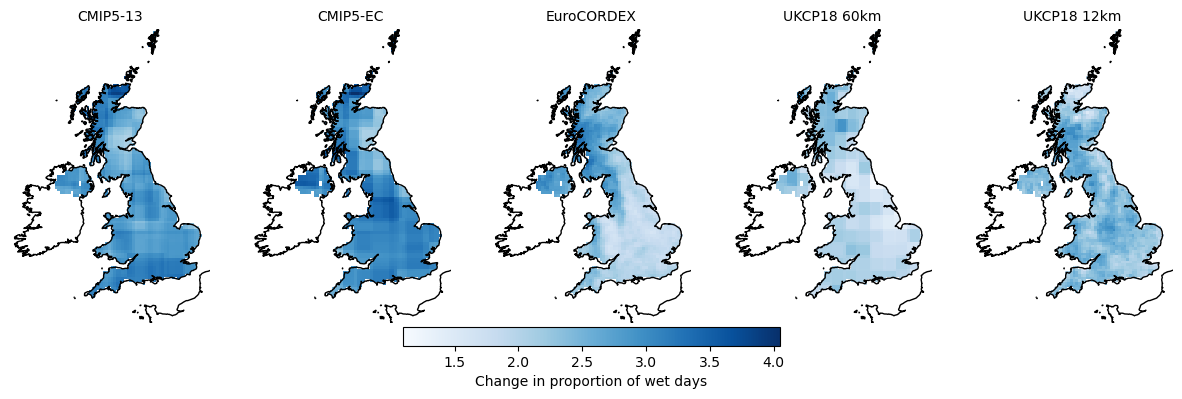 CMIP5-13 CMIP5-EC EuroCORDEX UKCP18 60km UKCP18 12km
1.5 2.0 2.5 3.0 3.5 4.0
Change in proportion of wet days